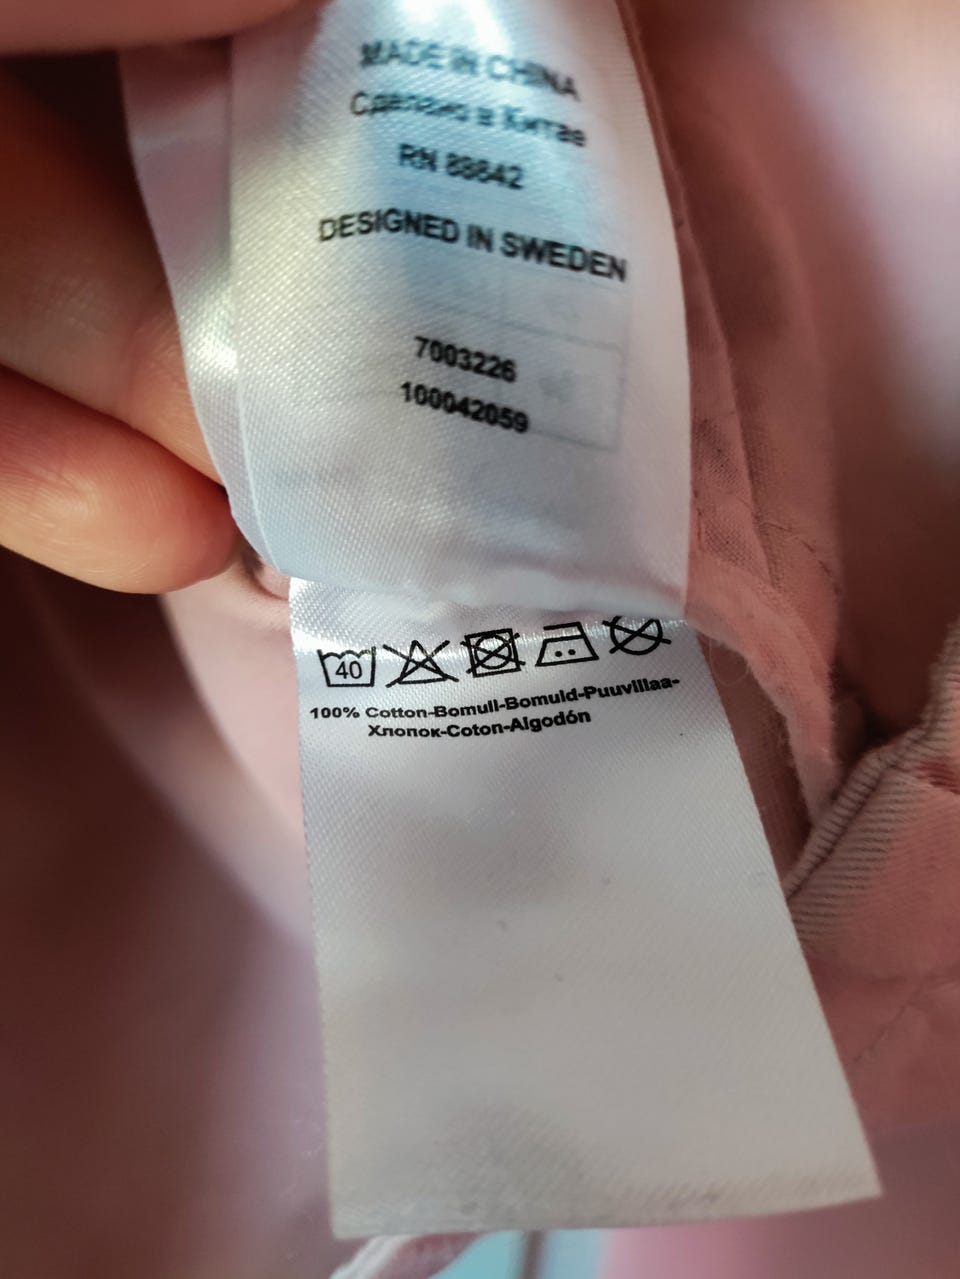 MADE IN CHINA
Сделано в Китае
RN 88842
DESIGNED IN SWEDEN
7003226
100042059
40
100% Cotton-Bomull-Bomuld-Puuvillaa-
Хлопок-Coton-Algodón